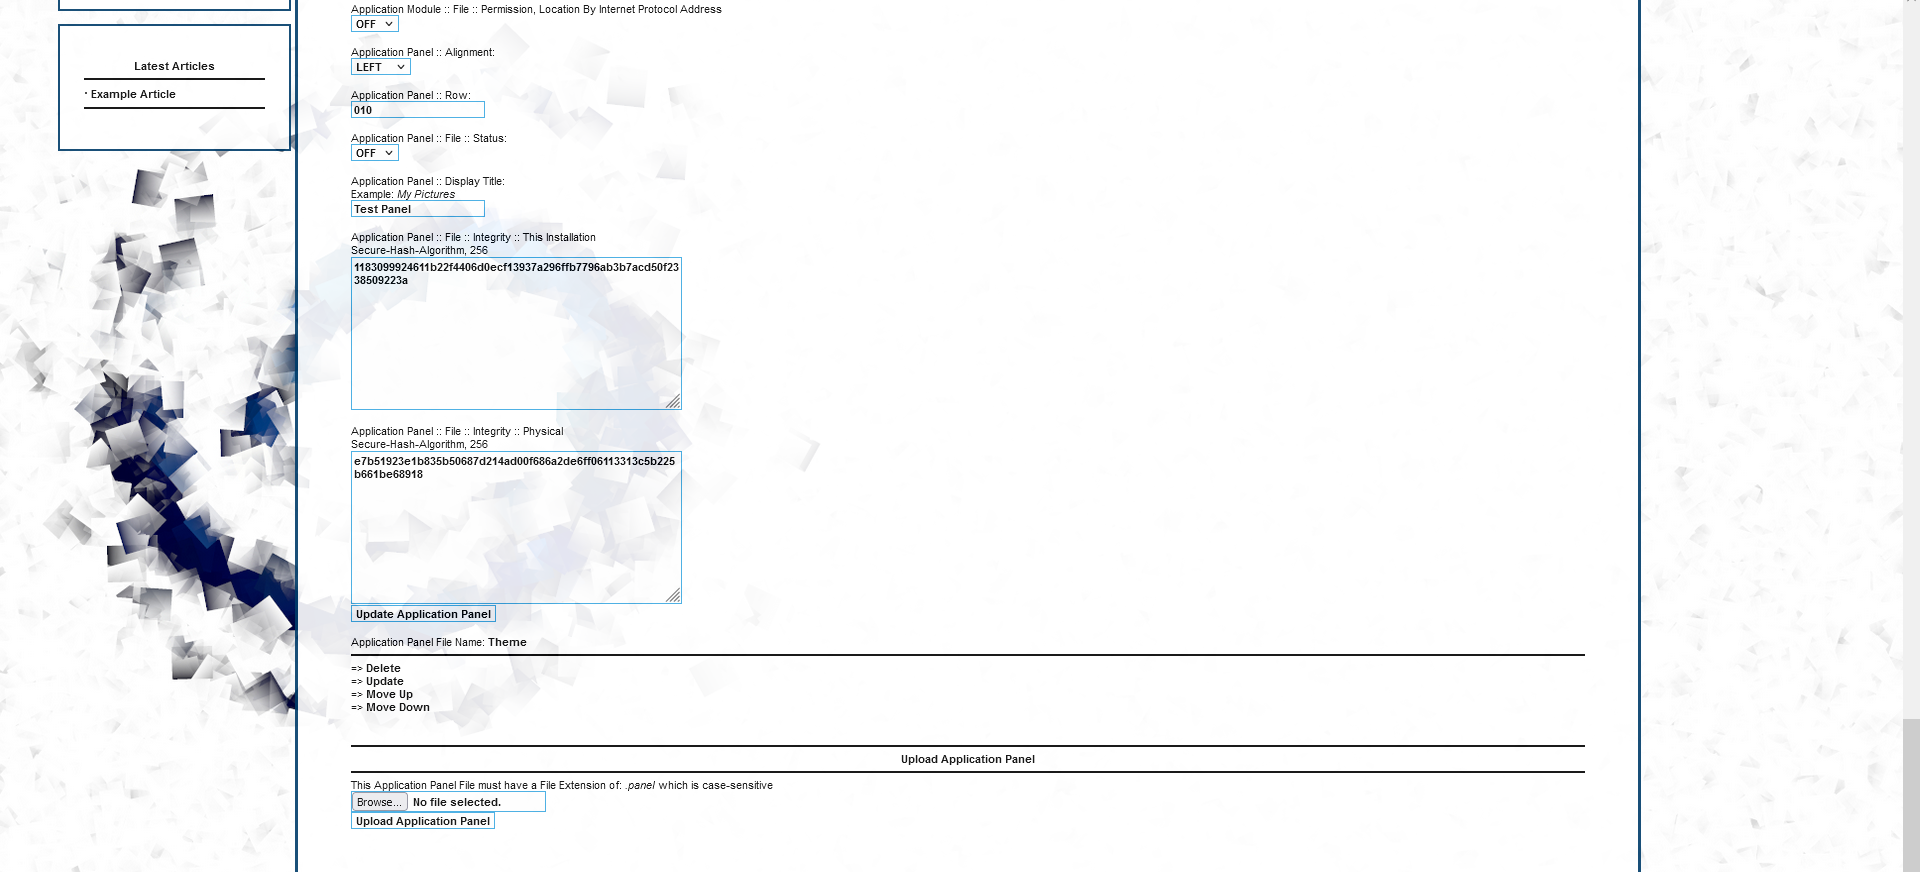 Latest Articles
· Example Article
Application Module :: File :: Permission, Location By Internet Protocol Address
OFF
Application Panel :: Alignment:
LEFT
Application Panel :: Row:
010
Application Panel :: File :: Status:
OFF
Application Panel :: Display Title:
Example: My Pictures
Test Panel
Application Panel :: File :: Integrity :: This Installation
Secure-Hash-Algorithm, 256
1183099924611b22f4406d0ecf13937a296ffb7796ab3b7acd50f23
38509223a
Application Panel :: File :: Integrity :: Physical
Secure-Hash-Algorithm, 256
e7b51923e1b835b50687d214ad00f686a2de6ff06113313c5b225
b661be68918
Update Application Panel
Application Panel File Name: Theme
=> Delete
=> Update
=> Move Up
=> Move Down
Upload Application Panel
This Application Panel File must have a File Extension of: .panel which is case-sensitive
Browse... No file selected.
Upload Application Panel